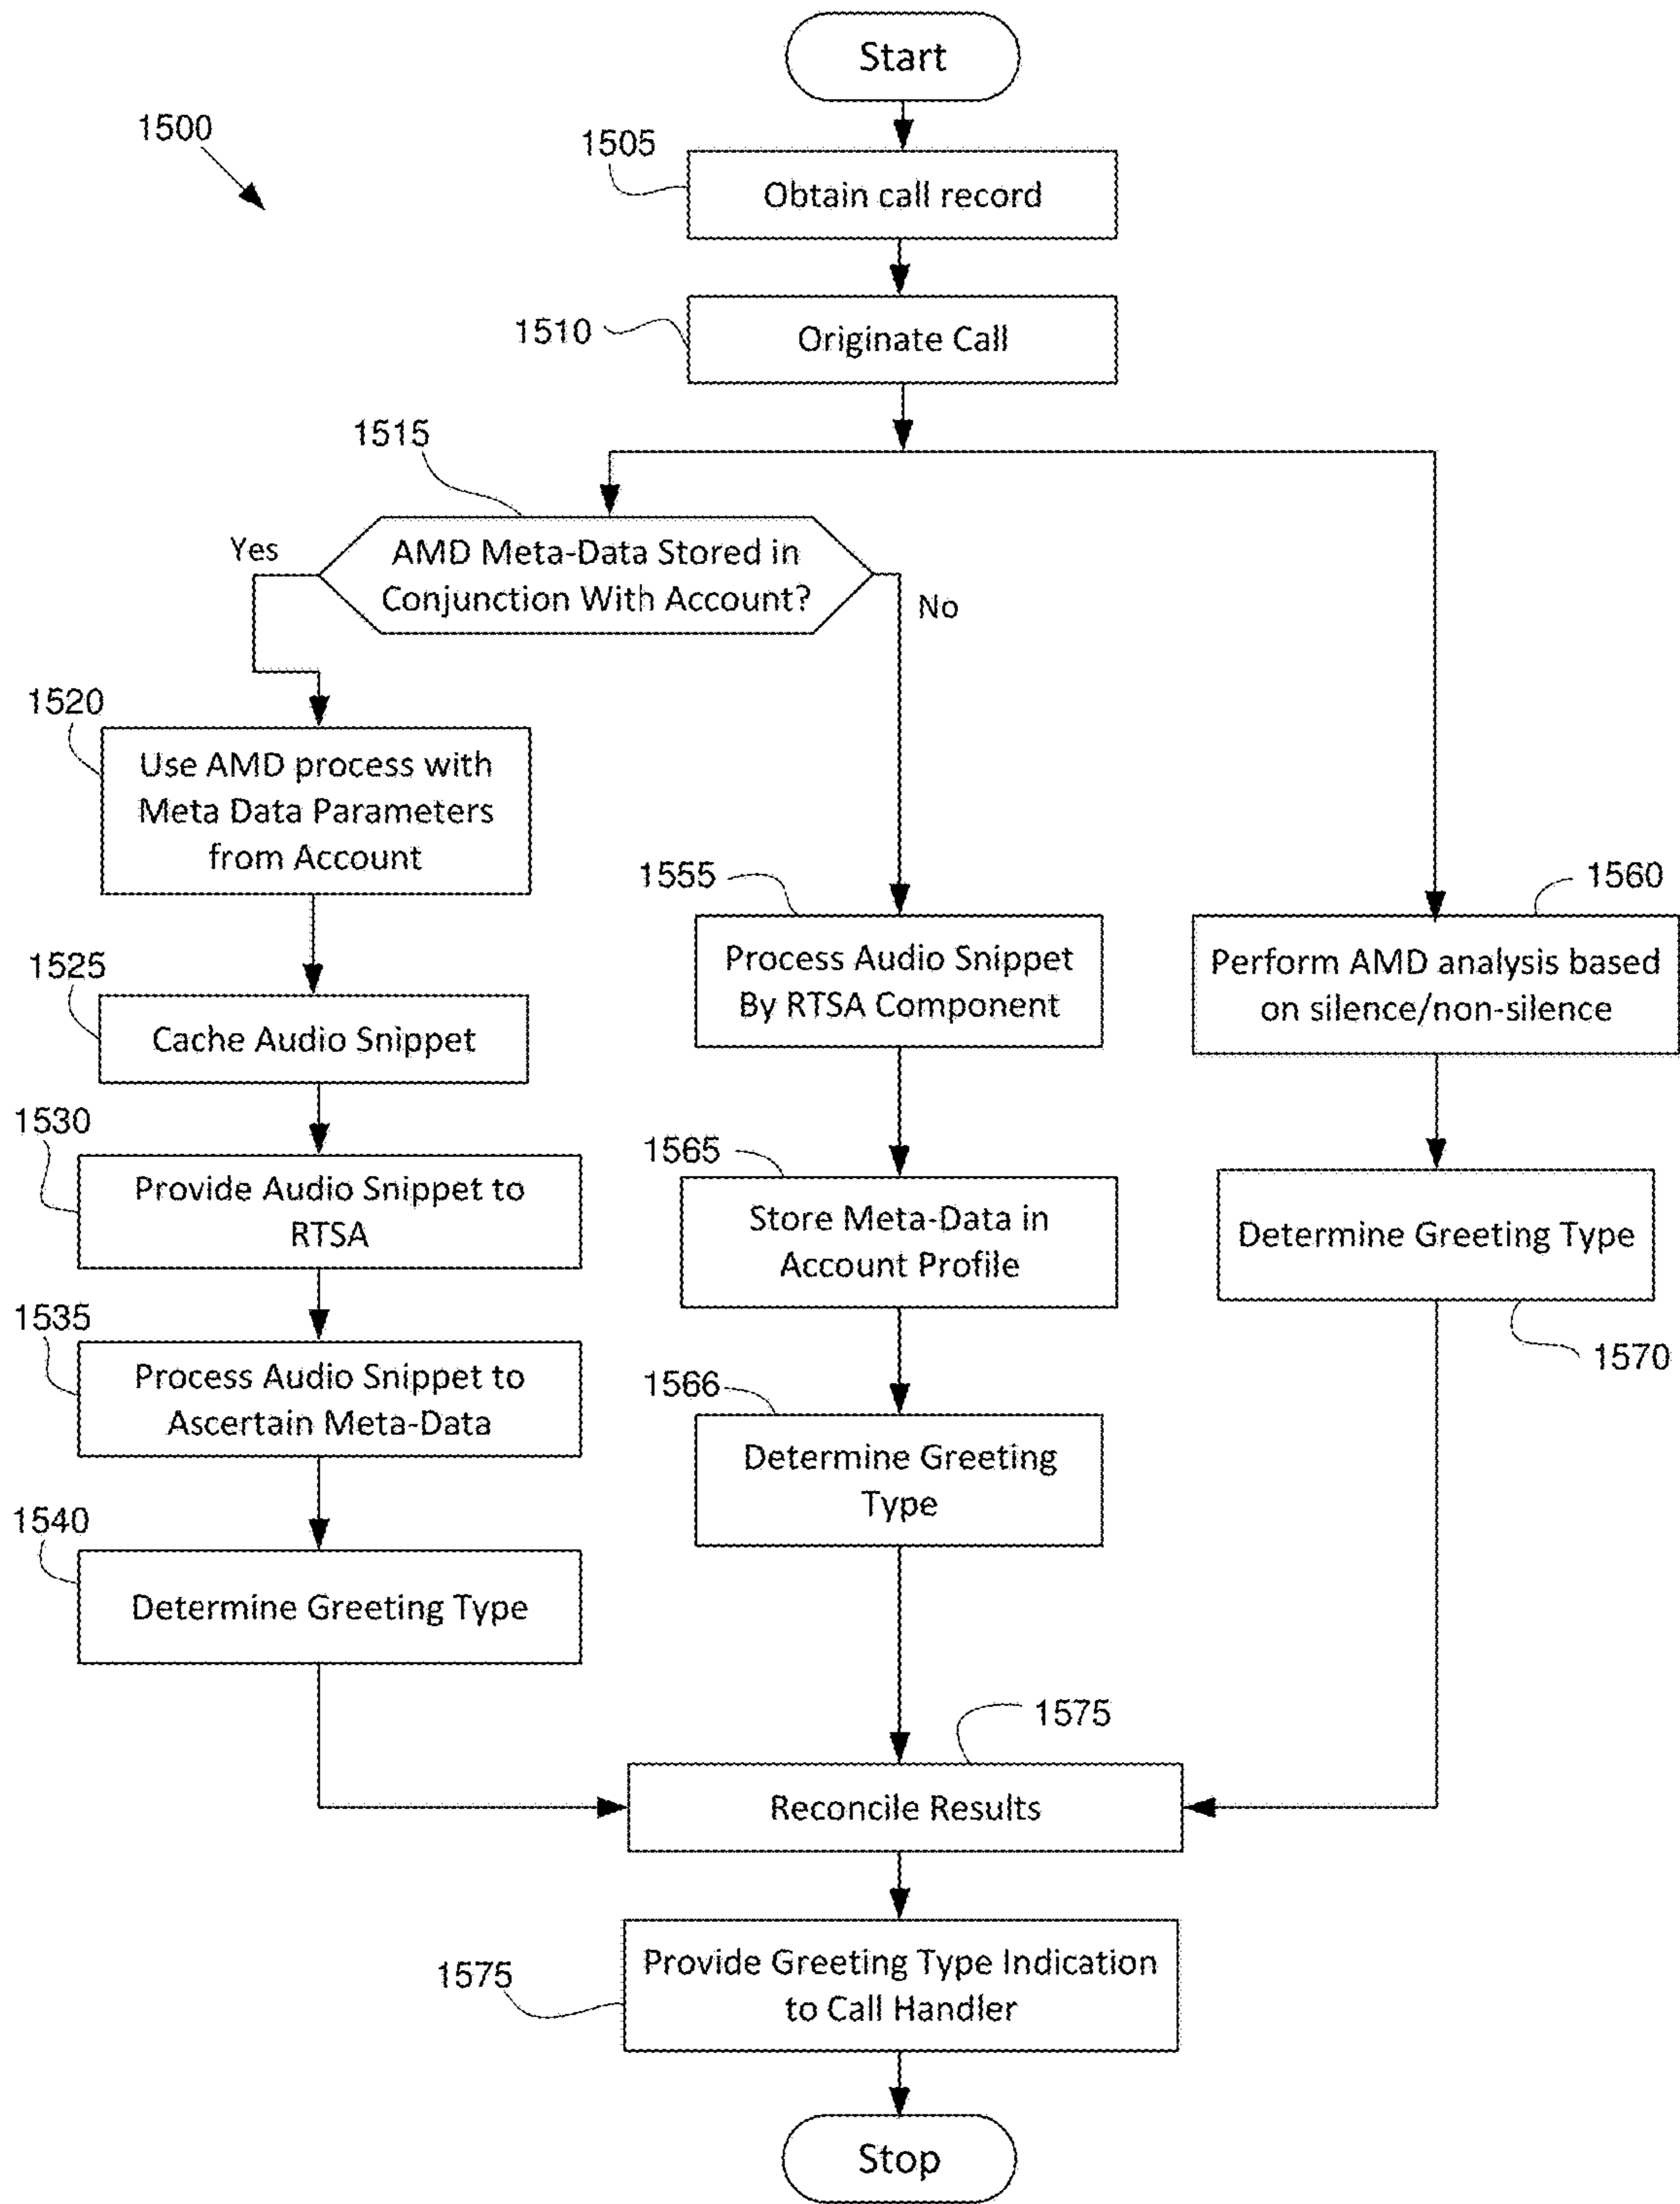 Start
1500
1505
Obtain call record
1510
Originate Call
1515
Yes
AMD Meta-Data Stored in
Conjunction With Account?
No
1520
Use AMD process with
Meta Data Parameters
from Account
1525
Cache Audio Snippet
1530
Provide Audio Snippet to
RTSA
1535
Process Audio Snippet to
Ascertain Meta-Data
1540
Determine Greeting Type
1555
Process Audio Snippet
By RTSA Component
1565
Store Meta-Data in
Account Profile
1566
Determine Greeting
Type
1560
Perform AMD analysis based
on silence/non-silence
Determine Greeting Type
1570
1575
Reconcile Results
1575
Provide Greeting Type Indication
to Call Handler
Stop